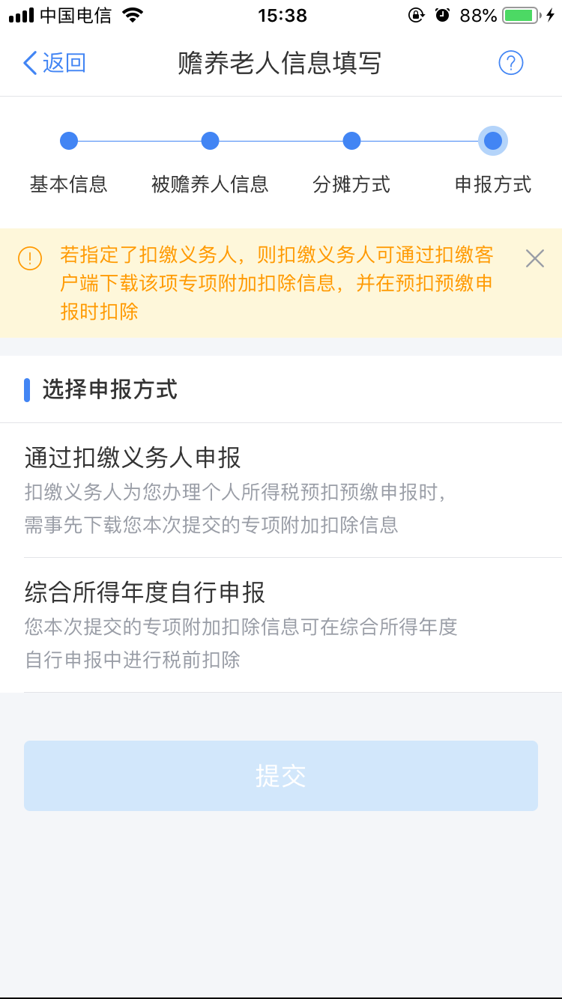 中国电信 15:38 88%
返回 赡养老人信息填写 ?
基本信息 被赡养人信息 分摊方式 申报方式
若指定了扣缴义务人，则扣缴义务人可通过扣缴客
户端下载该项专项附加扣除信息，并在预扣预缴申
报时扣除
选择申报方式
通过扣缴义务人申报
扣缴义务人为您办理个人所得税预扣预缴申报时，
需事先下载您本次提交的专项附加扣除信息
综合所得年度自行申报
您本次提交的专项附加扣除信息可在综合所得年度
自行申报中进行税前扣除
提交